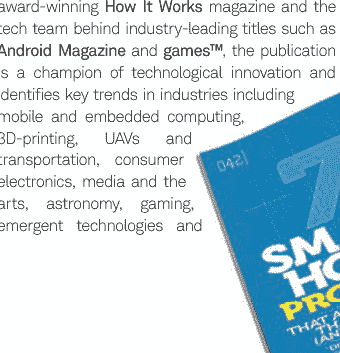 award-winning How It Works magazine and the
tech team behind industry-leading titles such as
Android Magazine and games™, the publication
is a champion of technological innovation and
identifies key trends in industries including
mobile and embedded computing,
3D-printing, UAVs and
transportation, consumer
electronics, media and the
arts, astronomy, gaming,
emergent technologies and
042
7
SM
HO
PRO
THAT A
TH
(AN